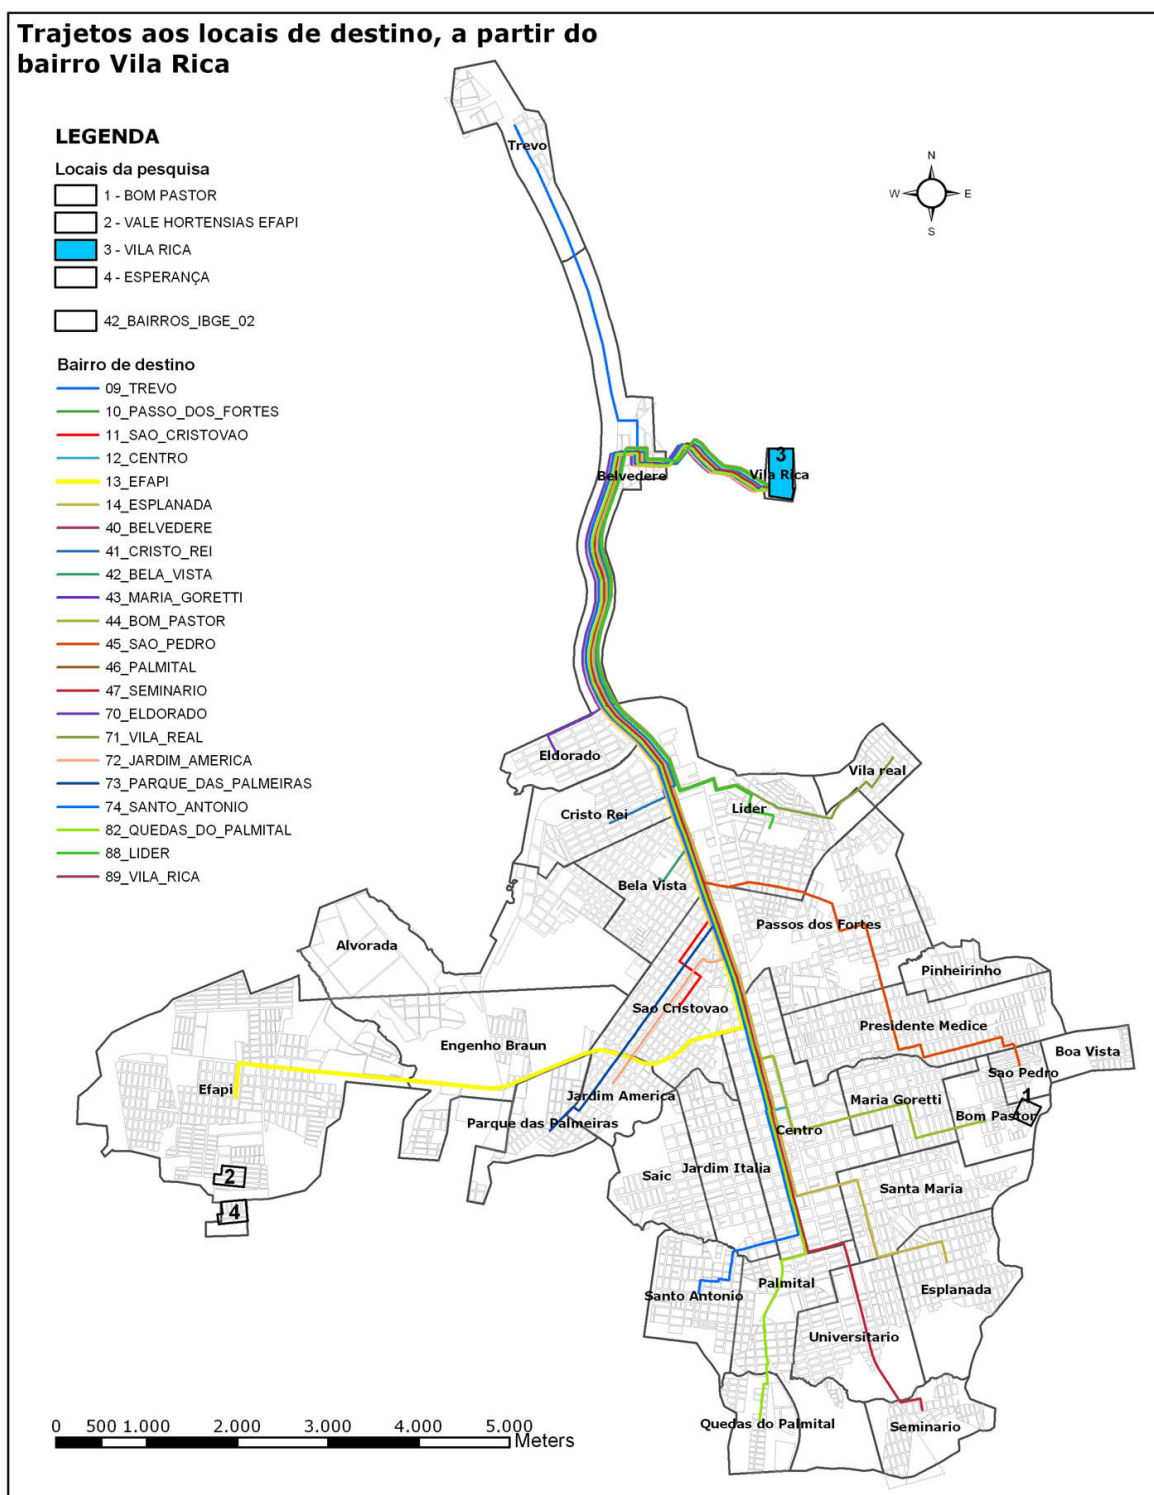 Trajetos aos locais de destino, a partir do
bairro Vila Rica
LEGENDA
Locais da pesquisa
1 - BOM PASTOR
2 - VALE HORTENSIAS EFAPI
3 - VILA RICA
4 - ESPERANÇA
42_BAIRROS_IBGE_02
Bairro de destino
09_TREVO
10_PASSO_DOS_FORTES
11_SAO_CRISTOVAO
12_CENTRO
13_EFAPI
14_ESPLANADA
40_BELVEDERE
41_CRISTO_REI
42_BELA_VISTA
43_MARIA_GORETTI
44_BOM_PASTOR
45_SAO_PEDRO
46_PALMITAL
47_SEMINARIO
70_ELDORADO
71_VILA_REAL
72_JARDIM_AMERICA
73_PARQUE_DAS_PALMEIRAS
74_SANTO_ANTONIO
82_QUEDAS_DO_PALMITAL
88_LIDER
89_VILA_RICA
N
W E
S
Trevo
3
Belvedere
Vila Rica
Eldorado
Vila real
Lider
Cristo Rei
Bela Vista
Passos dos Fortes
Alvorada
Pinheirinho
Sao Cristovao
Presidente Medice
Engenho Braun
Boa Vista
Sao Pedro
Efapi
Jardim America
Maria Goretti
1
Bom Pastor
Parque das Palmeiras
Centro
Saic
Jardim Italia
2
Santa Maria
4
Palmital
Esplanada
Santo Antonio
Universitario
Quedas do Palmital
Seminario
0 500 1.000 2.000 3.000 4.000 5.000
Meters